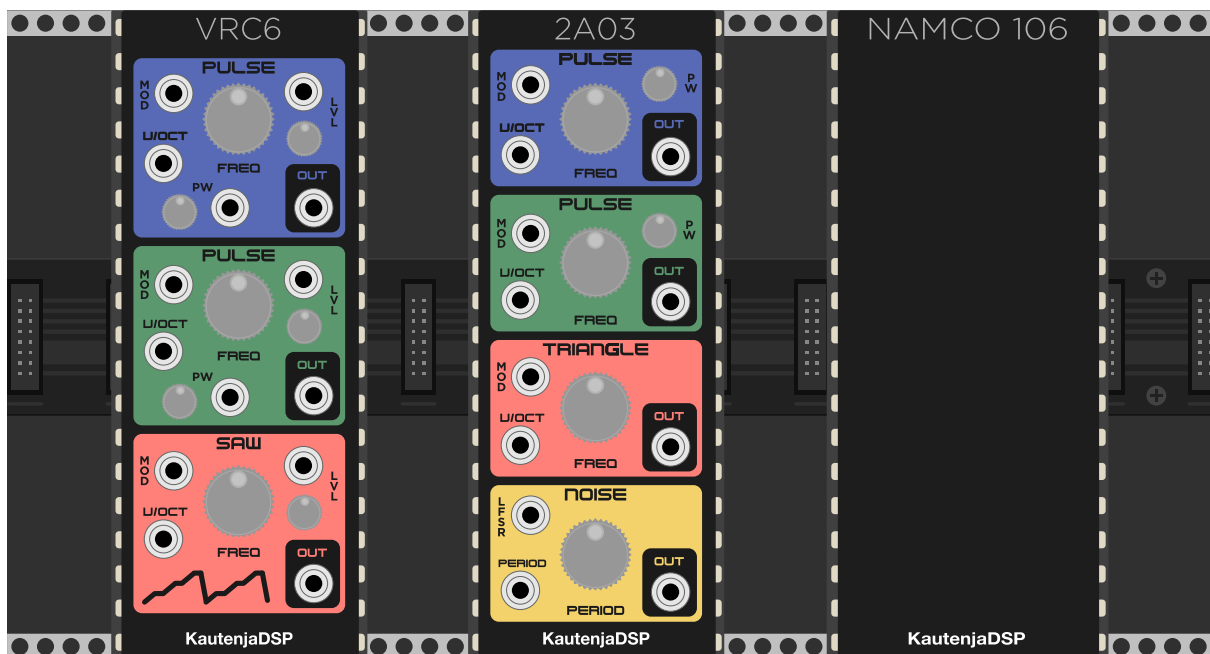 VRC6
PULSE
MOD
LVL
V/OCT
FREQ
PW
OUT
PULSE
MOD
LVL
V/OCT
FREQ
PW
OUT
SAW
MOD
LVL
V/OCT
FREQ
OUT
KautenjaDSP
2A03
PULSE
MOD
PW
V/OCT
OUT
FREQ
PULSE
MOD
PW
V/OCT
OUT
FREQ
TRIANGLE
MOD
V/OCT
OUT
FREQ
NOISE
LFSR
PERIOD
OUT
PERIOD
KautenjaDSP
NAMCO 106
KautenjaDSP